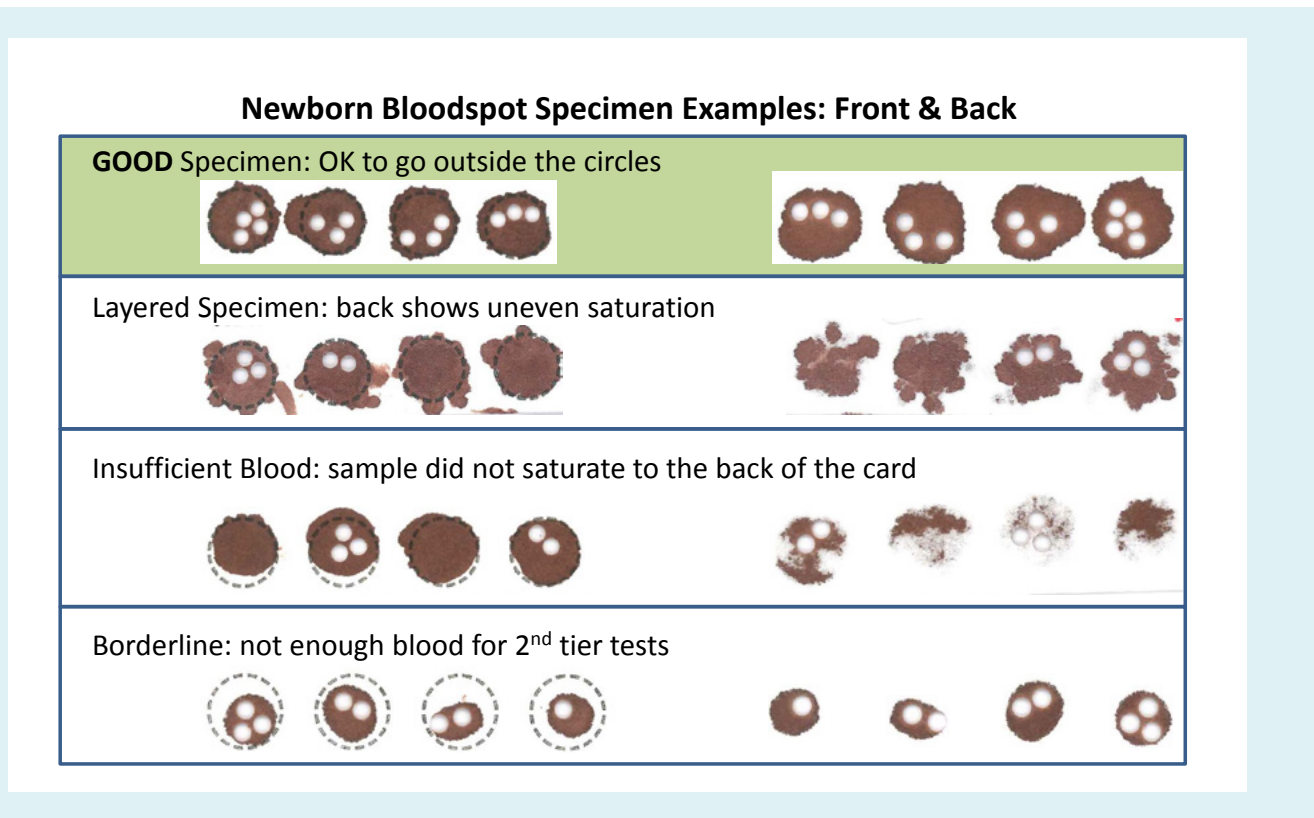 Newborn Bloodspot Specimen Examples: Front & Back
GOOD Specimen: OK to go outside the circles
Layered Specimen: back shows uneven saturation
Insufficient Blood: sample did not saturate to the back of the card
Borderline: not enough blood for 2nd tier tests